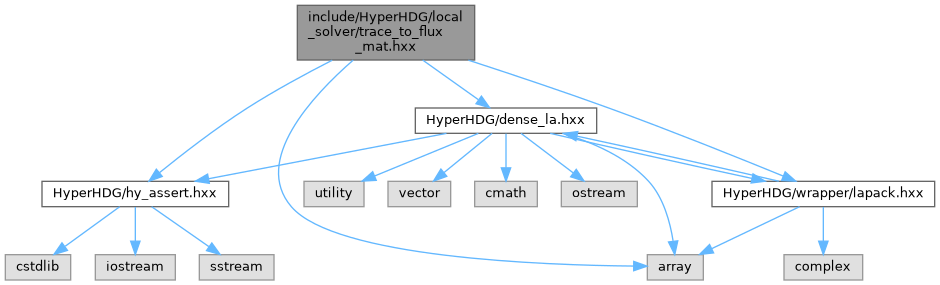 include/HyperHDG/local
_solver/trace_to_flux
_mat.hxx
HyperHDG/dense_la.hxx
HyperHDG/hy_assert.hxx
utility
vector
cmath
ostream
HyperHDG/wrapper/lapack.hxx
cstdlib
iostream
sstream
array
complex